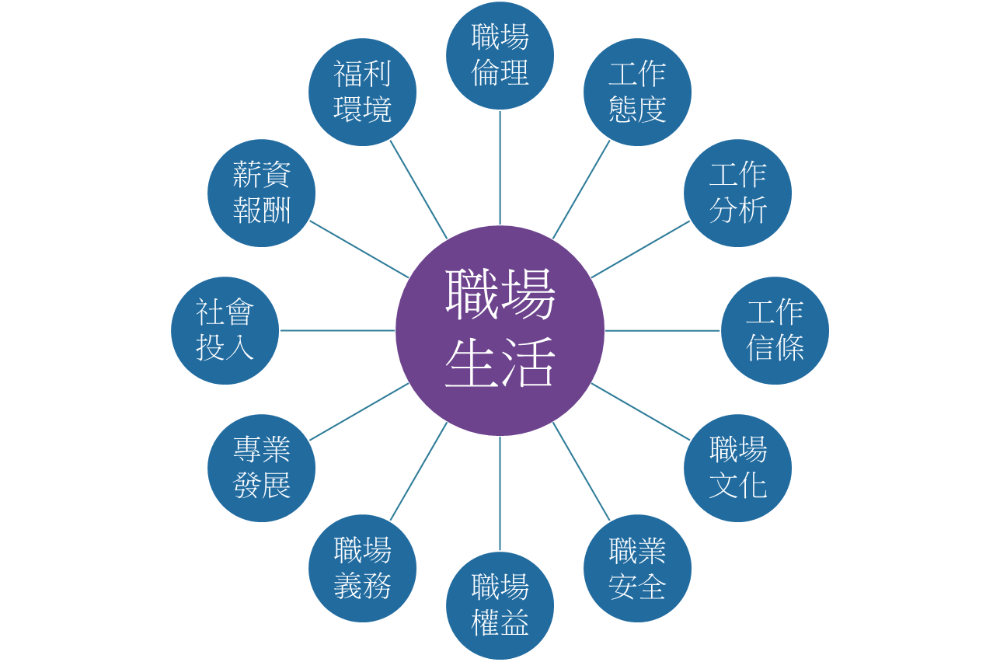 職場
生活
職場
倫理
工作
態度
工作
分析
工作
信條
職場
文化
職業
安全
職場
權益
職場
義務
專業
發展
社會
投入
薪資
報酬
福利
環境